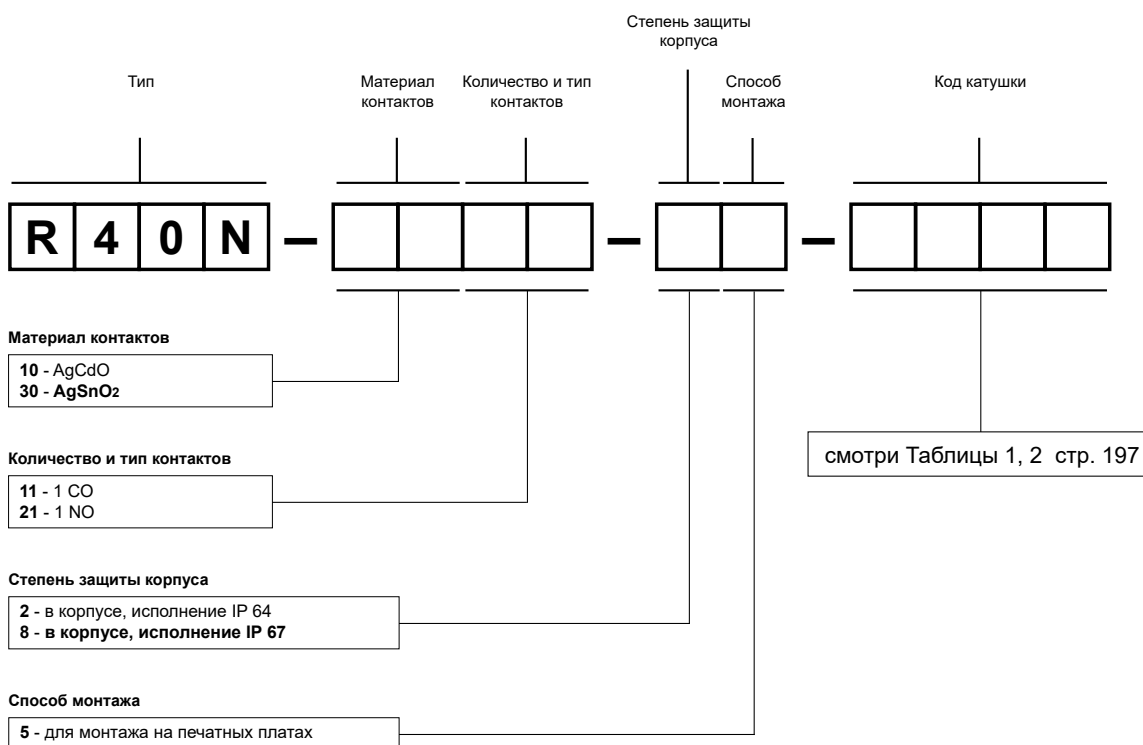 Степень защиты
корпуса
Тип
Материал
контактов
Количество и тип
контактов
Способ
монтажа
Код катушки
R 4 0 N – – –
Материал контактов
10 - AgCdO
30 - AgSnO2
Количество и тип контактов
11 - 1 CO
21 - 1 NO
смотри Таблицы 1, 2 стр. 197
Степень защиты корпуса
2 - в корпусе, исполнение IP 64
8 - в корпусе, исполнение IP 67
Способ монтажа
5 - для монтажа на печатных платах